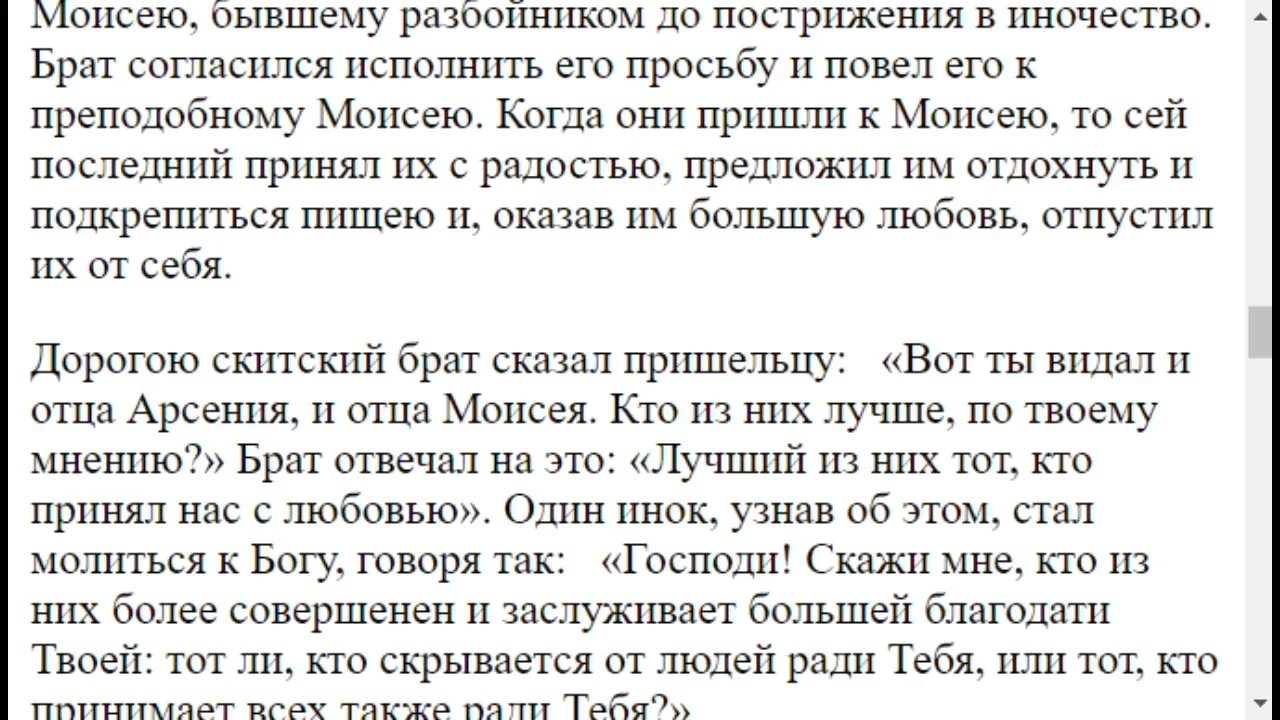 Моисею, бывшему разбойником до пострижения в иночество.
Брат согласился исполнить его просьбу и повел его к
преподобному Моисею. Когда они пришли к Моисею, то сей
последний принял их с радостью, предложил им отдохнуть и
подкрепиться пищею и, оказав им большую любовь, отпустил
их от себя.
Дорогою скитский брат сказал пришельцу: «Вот ты видал и
отца Арсения, и отца Моисея. Кто из них лучше, по твоему
мнению?» Брат отвечал на это: «Лучший из них тот, кто
принял нас с любовью». Один инок, узнав об этом, стал
молиться к Богу, говоря так: «Господи! Скажи мне, кто из
них более совершенен и заслуживает большей благодати
Твоей: тот ли, кто скрывается от людей ради Тебя, или тот, кто
принимает всех также ради Тебя?»